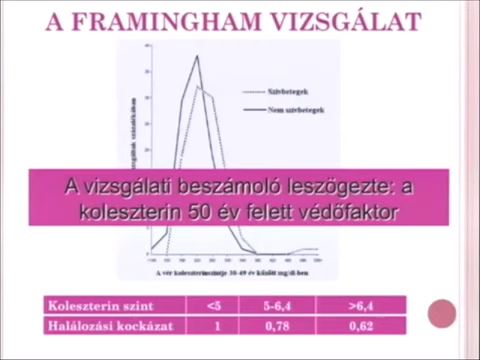 A FRAMINGHAM VIZSGÁLAT
Szívbetegek
Nem szívbetegek
A vizsgálati beszámoló leszögezte: a
koleszterin 50 év felett védőfaktor
A vér koleszterinszintje 30-49 év között mg/dl-ben
Koleszterin szint <5 5-6,4 >6,4
Halálozási kockázat 1 0,78 0,62